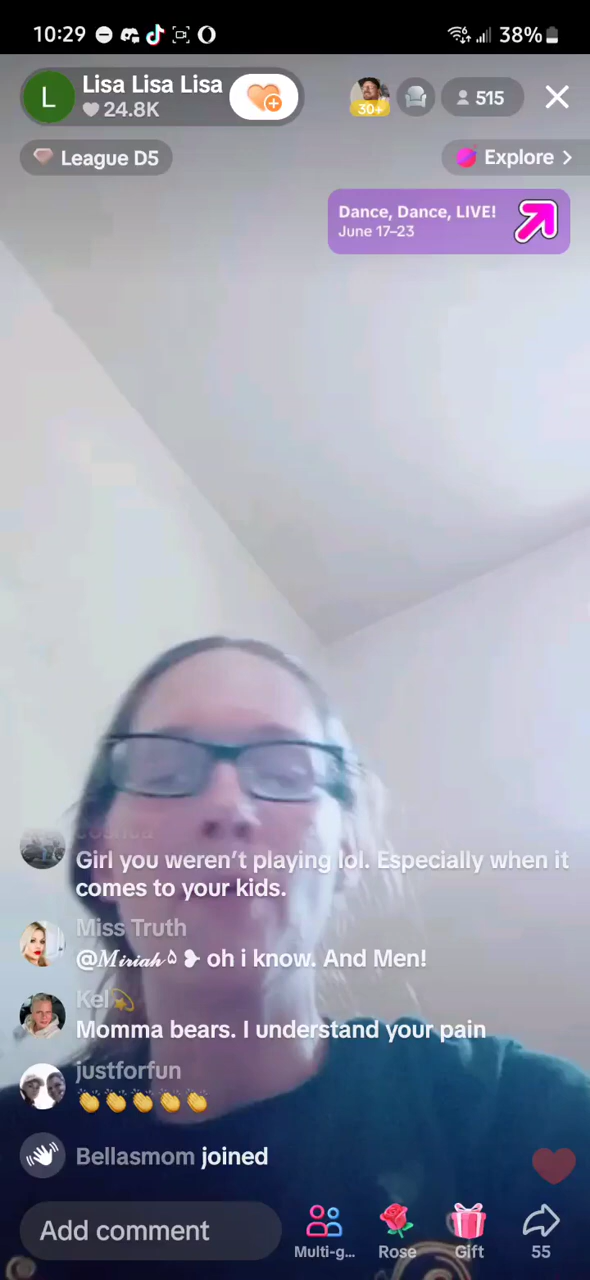 10:29
38%
L
Lisa Lisa Lisa
24.8K
30+
515
League D5
Explore
Dance, Dance, LIVE!
June 17–23
Joshua
Girl you weren't playing lol. Especially when it
comes to your kids.
Miss Truth
@𝓜𝓲𝓻𝓲𝓪𝓱 oh i know. And Men!
Kel💫
Momma bears. I understand your pain
justforfun
👏👏👏👏👏
Bellasmom joined
Add comment
Multi-g...
Rose
Gift
55